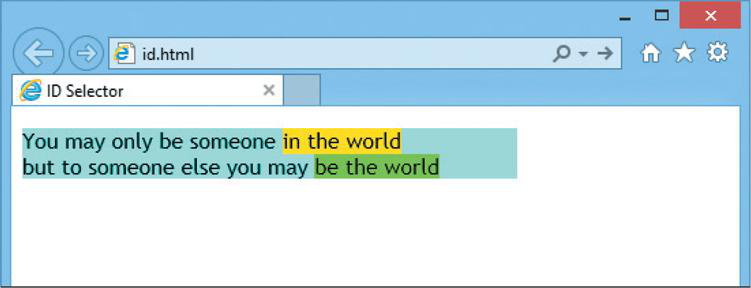 id.html
ID Selector
You may only be someone in the world
but to someone else you may be the world